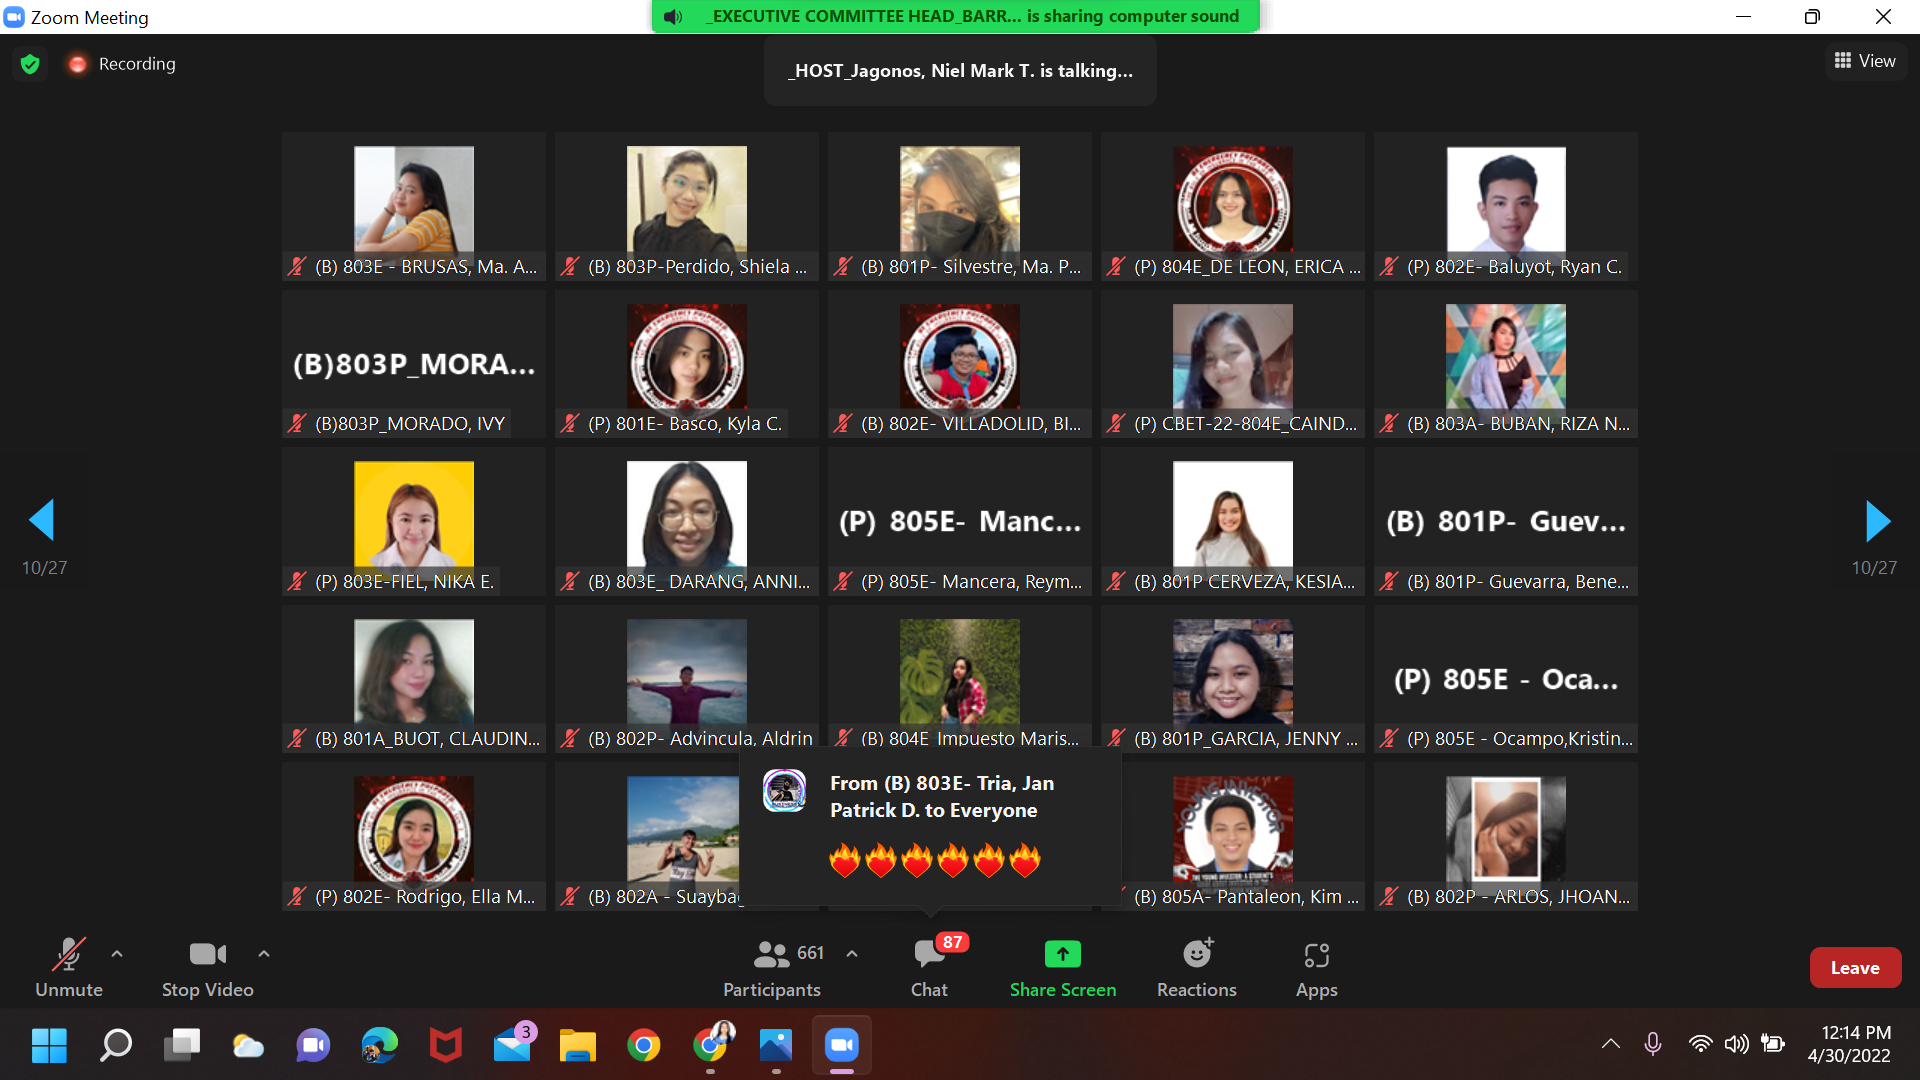 Zoom Meeting
_EXECUTIVE COMMITTEE HEAD_BARR... is sharing computer sound
Recording
_HOST_Jagonos, Niel Mark T. is talking...
View
(B) 803E - BRUSAS, Ma. A...
(B) 803P-Perdido, Shiela ...
(B) 801P- Silvestre, Ma. P...
(P) 804E_DE LEON, ERICA ...
(P) 802E- Baluyot, Ryan C.
(B)803P_MORA...
(B)803P_MORADO, IVY
(P) 801E- Basco, Kyla C.
(B) 802E- VILLADOLID, BI...
(P) CBET-22-804E_CAIND...
(B) 803A- BUBAN, RIZA N...
(P) 805E- Manc...
(B) 801P- Guev...
10/27
10/27
(P) 803E-FIEL, NIKA E.
(B) 803E_ DARANG, ANNI...
(P) 805E- Mancera, Reym...
(B) 801P CERVEZA, KESIA...
(B) 801P- Guevarra, Bene...
(P) 805E - Oca...
(B) 801A_BUOT, CLAUDIN...
(B) 802P- Advincula, Aldrin
(B) 804E_Impuesto Maris...
(B) 801P_GARCIA, JENNY ...
(P) 805E - Ocampo,Kristin...
From (B) 803E- Tria, Jan
Patrick D. to Everyone
YOUNG INVESTOR
(P) 802E- Rodrigo, Ella M...
(B) 802A - Suayba
(B) 805A- Pantaleon, Kim ...
(B) 802P - ARLOS, JHOAN...
Unmute
Stop Video
661
Participants
87
Chat
Share Screen
Reactions
Apps
Leave
3
12:14 PM
4/30/2022